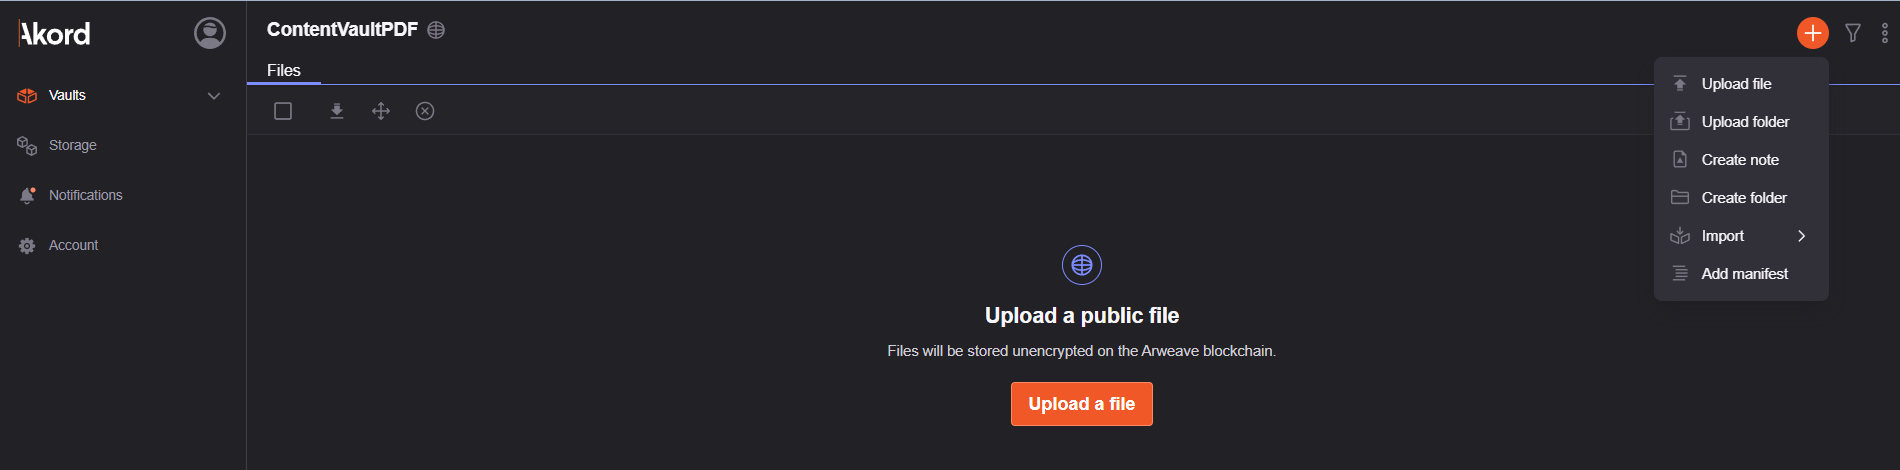 Akord
Vaults
Storage
Notifications
Account
ContentVaultPDF
Files
Upload file
Upload folder
Create note
Create folder
Import
Add manifest
Upload a public file
Files will be stored unencrypted on the Arweave blockchain.
Upload a file